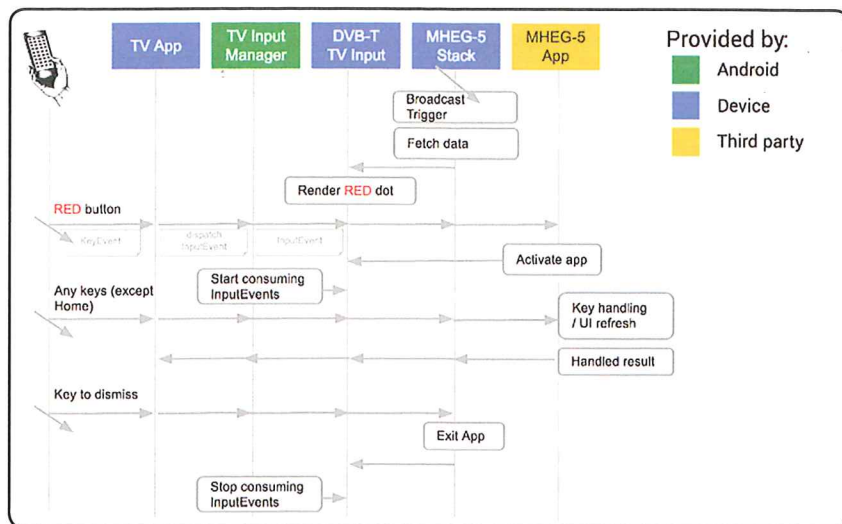 TV App
TV Input
Manager
DVB-T
TV Input
MHEG-5
Stack
MHEG-5
App
Provided by:
Android
Device
Third party
Broadcast
Trigger
Fetch data
Render RED dot
RED button
KeyEvent
dispatch
InputEvent
InputEvent
Activate app
Start consuming
InputEvents
Any keys (except
Home)
Key handling
/ UI refresh
Handled result
Key to dismiss
Exit App
Stop consuming
InputEvents